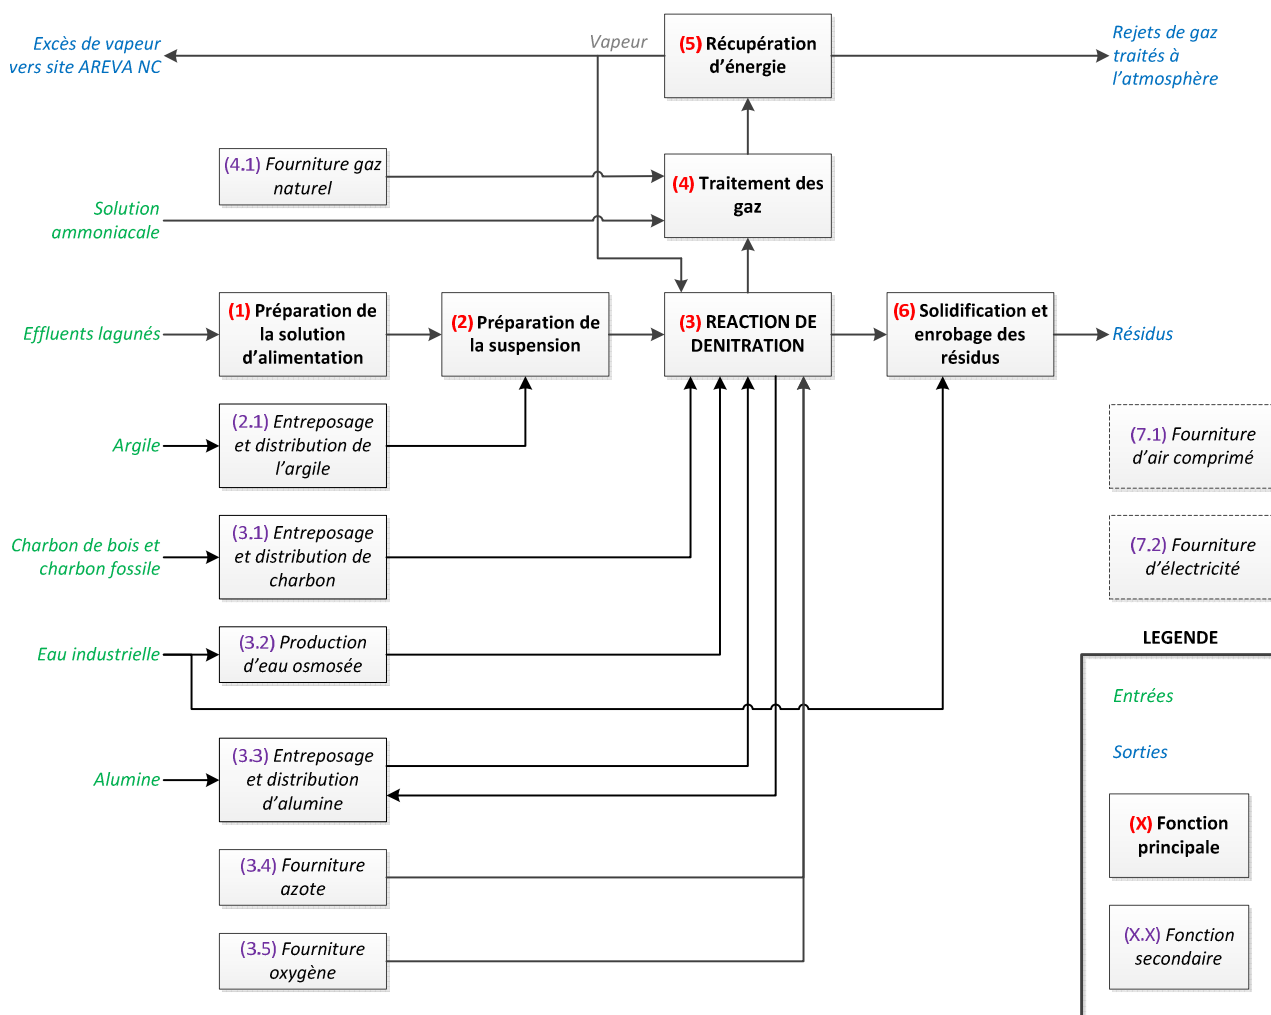 Excès de vapeur
vers site AREVA NC
Vapeur
(5) Récupération
d’énergie
Rejets de gaz
traités à
l’atmosphère
(4.1) Fourniture gaz
naturel
(4) Traitement des
gaz
Solution
ammoniacale
Effluents lagunés
(1) Préparation de
la solution
d’alimentation
(2) Préparation de
la suspension
(3) REACTION DE
DENITRATION
(6) Solidification et
enrobage des
résidus
Résidus
Argile
(2.1) Entreposage
et distribution de
l’argile
(7.1) Fourniture
d’air comprimé
Charbon de bois et
charbon fossile
(3.1) Entreposage
et distribution de
charbon
(7.2) Fourniture
d’électricité
Eau industrielle
(3.2) Production
d’eau osmosée
Alumine
(3.3) Entreposage
et distribution
d’alumine
(3.4) Fourniture
azote
(3.5) Fourniture
oxygène
LEGENDE
Entrées
Sorties
(X) Fonction
principale
(X.X) Fonction
secondaire